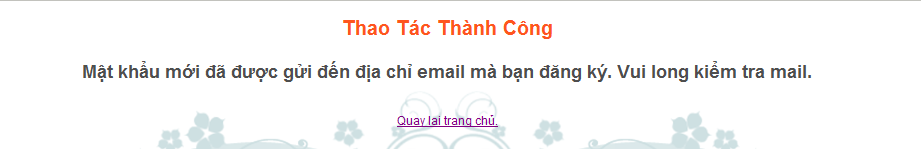 Thao Tác Thành Công
Mật khẩu mới đã được gửi đến địa chỉ email mà bạn đăng ký. Vui long kiểm tra mail.
Quay lại trang chủ.